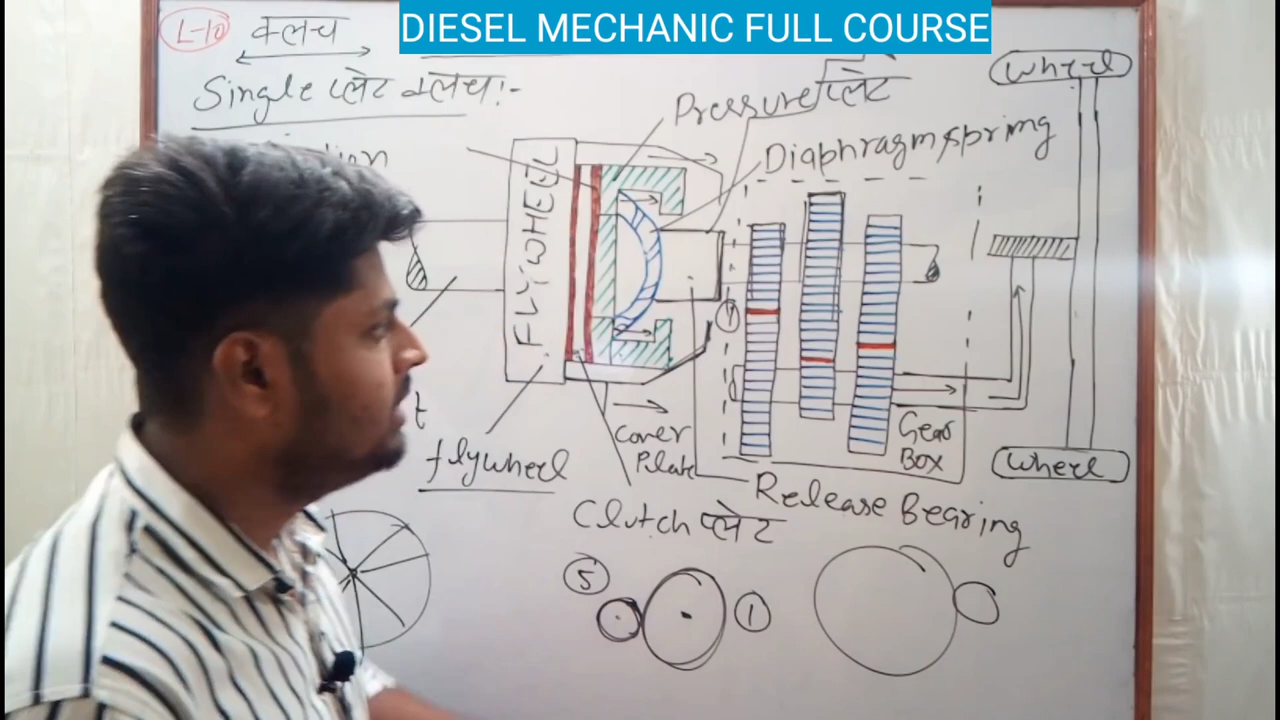 DIESEL MECHANIC FULL COURSE
L-10 क्लच
Single प्लेट क्लच:-
Pressure प्लेट
Diaphragm spring
Wheel
FLYWHEEL
flywheel
Cover
Plate
Clutch प्लेट
Gear
Box
Wheel
Release Bearing
5
1